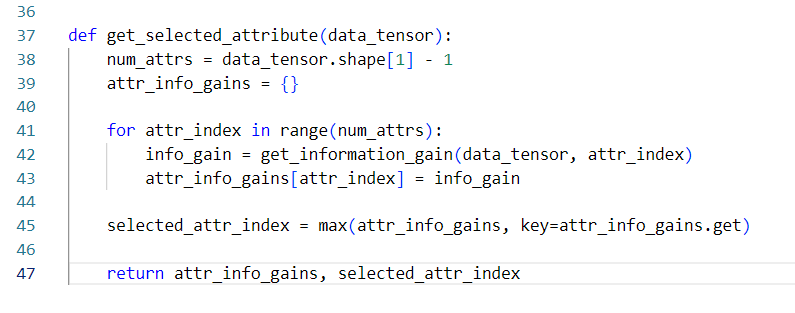 36
37 def get_selected_attribute(data_tensor):
38     num_attrs = data_tensor.shape[1] - 1
39     attr_info_gains = {}
40
41     for attr_index in range(num_attrs):
42         info_gain = get_information_gain(data_tensor, attr_index)
43         attr_info_gains[attr_index] = info_gain
44
45     selected_attr_index = max(attr_info_gains, key=attr_info_gains.get)
46
47     return attr_info_gains, selected_attr_index